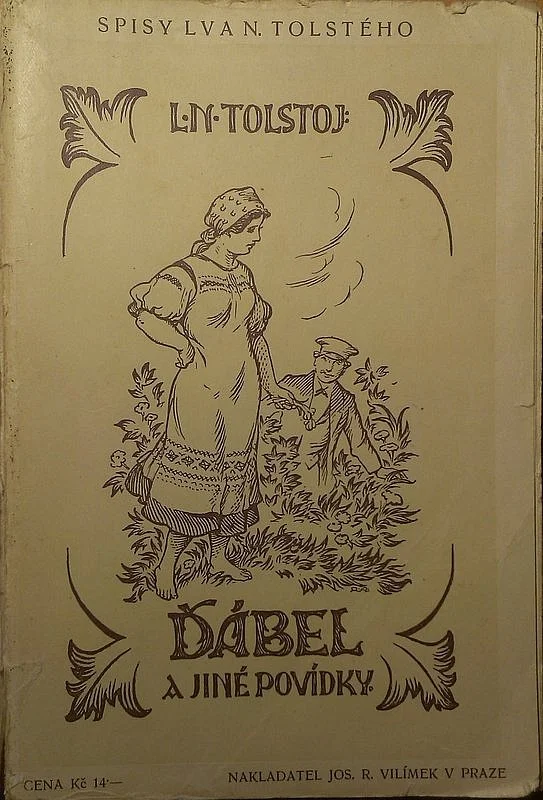 SPISY LVA N. TOLSTÉHO
L·N·TOLSTOJ:
ĎÁBEL
A JINÉ POVÍDKY·
CENA Kč 14·—
NAKLADATEL JOS. R. VILÍMEK V PRAZE